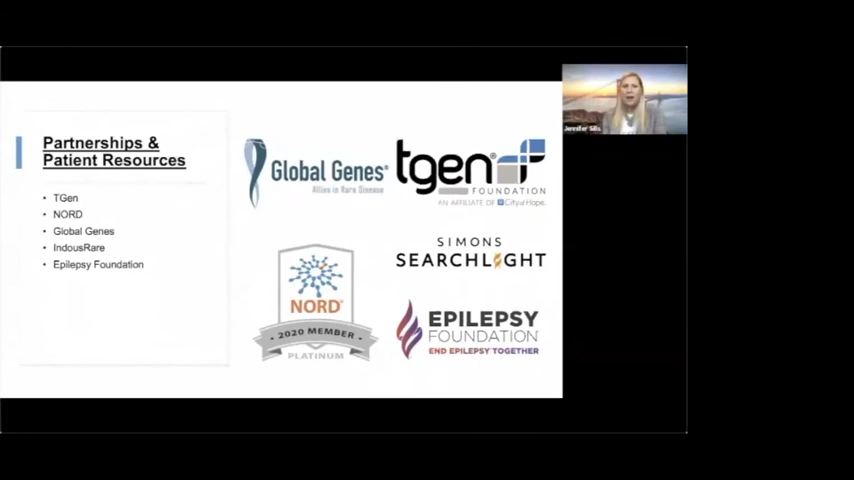 Partnerships &
Patient Resources
• TGen
• NORD
• Global Genes
• IndousRare
• Epilepsy Foundation
Global Genes®
Allies in Rare Disease
tgen®
FOUNDATION
AN AFFILIATE OF City of Hope.
NORD®
• 2020 MEMBER •
PLATINUM
SIMONS
SEARCHLIGHT
EPILEPSY
FOUNDATION
END EPILEPSY TOGETHER
Jennifer Sills